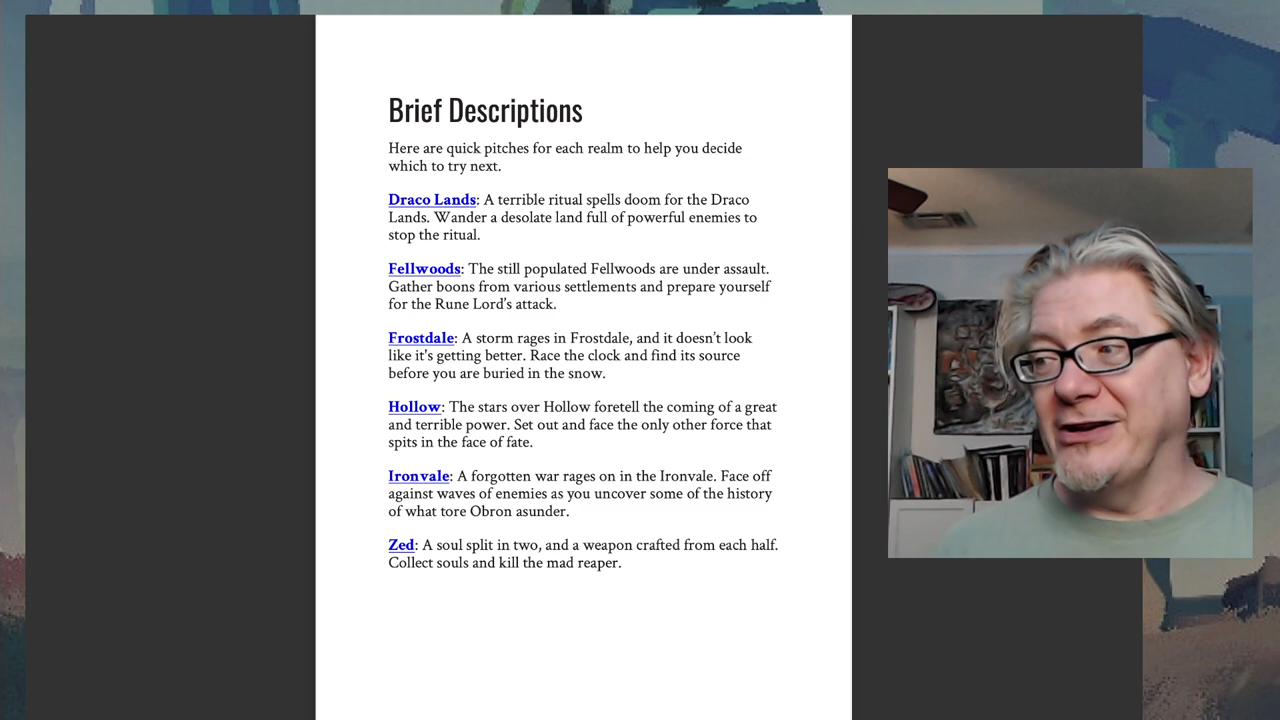 Brief Descriptions
Here are quick pitches for each realm to help you decide
which to try next.
Draco Lands: A terrible ritual spells doom for the Draco
Lands. Wander a desolate land full of powerful enemies to
stop the ritual.
Fellwoods: The still populated Fellwoods are under assault.
Gather boons from various settlements and prepare yourself
for the Rune Lord’s attack.
Frostdale: A storm rages in Frostdale, and it doesn’t look
like it's getting better. Race the clock and find its source
before you are buried in the snow.
Hollow: The stars over Hollow foretell the coming of a great
and terrible power. Set out and face the only other force that
spits in the face of fate.
Ironvale: A forgotten war rages on in the Ironvale. Face off
against waves of enemies as you uncover some of the history
of what tore Obron asunder.
Zed: A soul split in two, and a weapon crafted from each half.
Collect souls and kill the mad reaper.